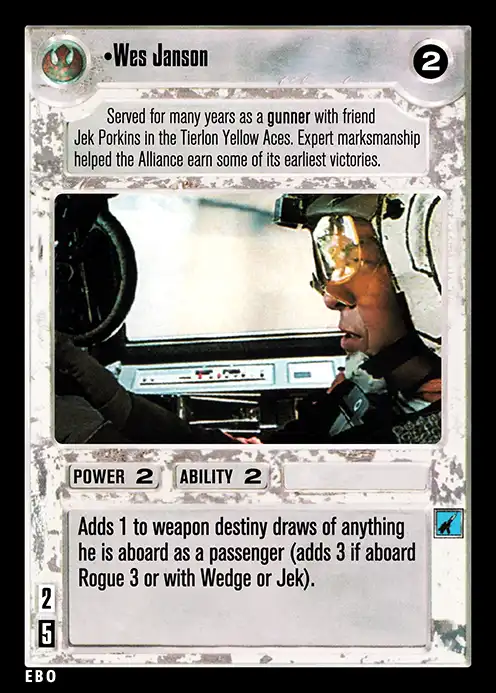 •Wes Janson
2
Served for many years as a gunner with friend
Jek Porkins in the Tierlon Yellow Aces. Expert marksmanship
helped the Alliance earn some of its earliest victories.
POWER 2
ABILITY 2
Adds 1 to weapon destiny draws of anything
he is aboard as a passenger (adds 3 if aboard
Rogue 3 or with Wedge or Jek).
2
5
EBO